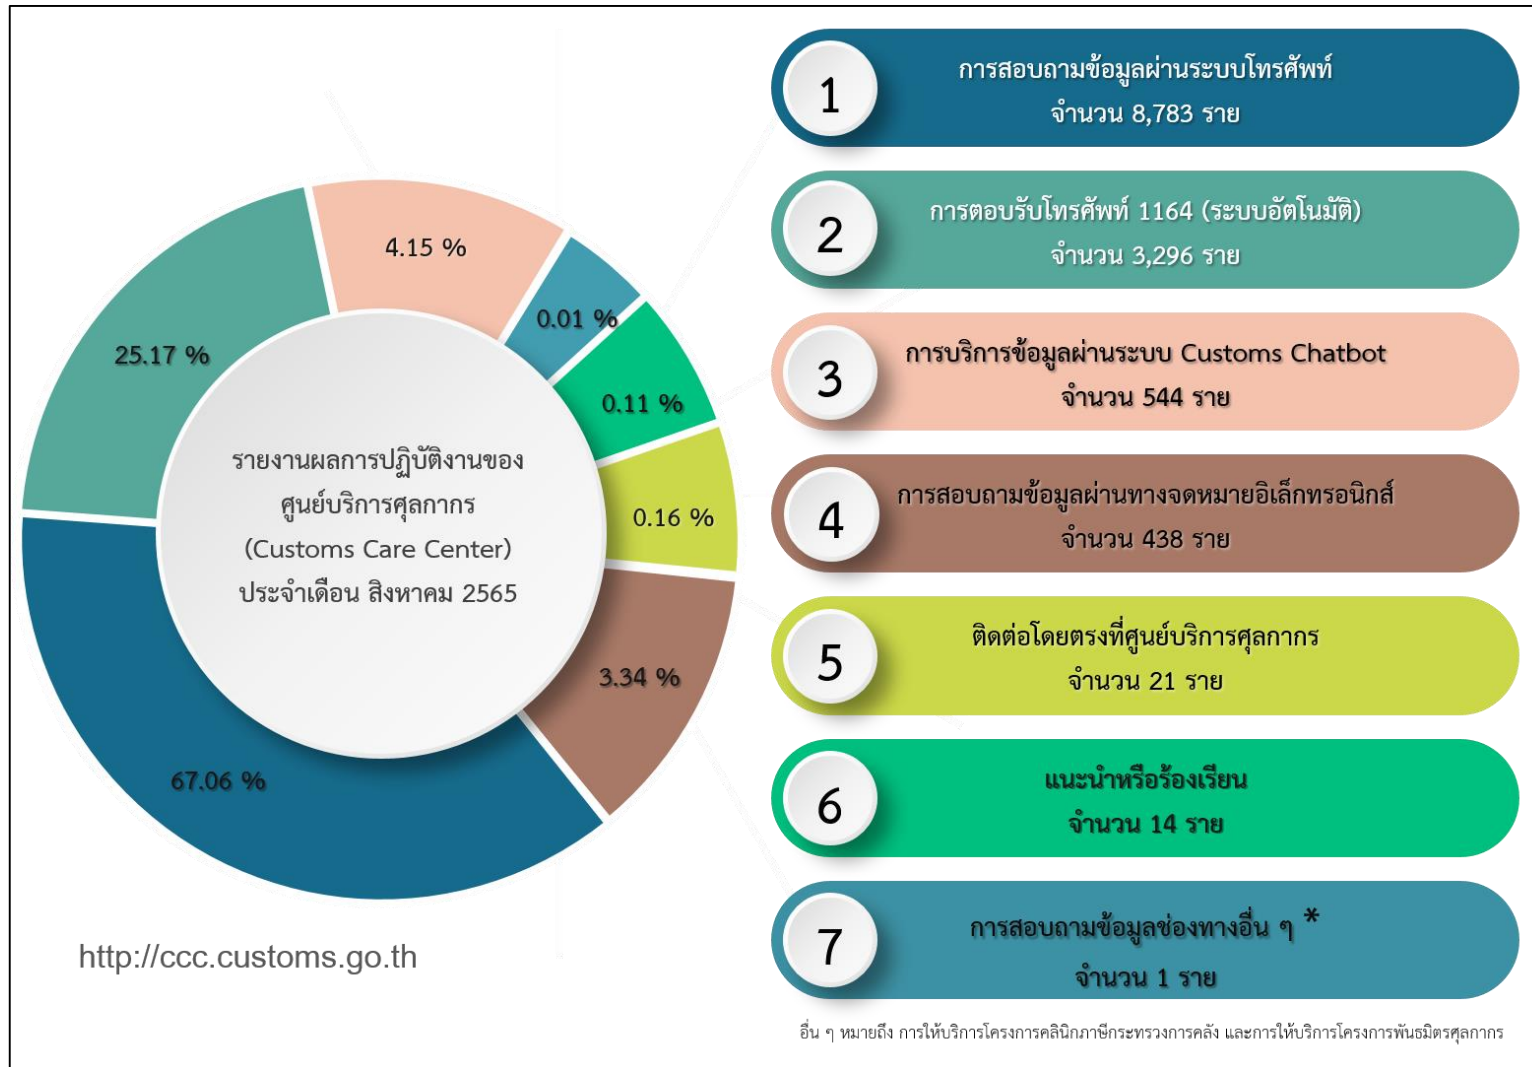 4.15 %
0.01 %
25.17 %
0.11 %
0.16 %
3.34 %
67.06 %
รายงานผลการปฏิบัติงานของ
ศูนย์บริการศุลกากร
(Customs Care Center)
ประจำเดือน สิงหาคม 2565
http://ccc.customs.go.th
1
การสอบถามข้อมูลผ่านระบบโทรศัพท์
จำนวน 8,783 ราย
2
การตอบรับโทรศัพท์ 1164 (ระบบอัตโนมัติ)
จำนวน 3,296 ราย
3
การบริการข้อมูลผ่านระบบ Customs Chatbot
จำนวน 544 ราย
4
การสอบถามข้อมูลผ่านทางจดหมายอิเล็กทรอนิกส์
จำนวน 438 ราย
5
ติดต่อโดยตรงที่ศูนย์บริการศุลกากร
จำนวน 21 ราย
6
แนะนำหรือร้องเรียน
จำนวน 14 ราย
7
การสอบถามข้อมูลช่องทางอื่น ๆ *
จำนวน 1 ราย
อื่น ๆ หมายถึง การให้บริการโครงการคลินิกภาษีกระทรวงการคลัง และการให้บริการโครงการพันธมิตรศุลกากร